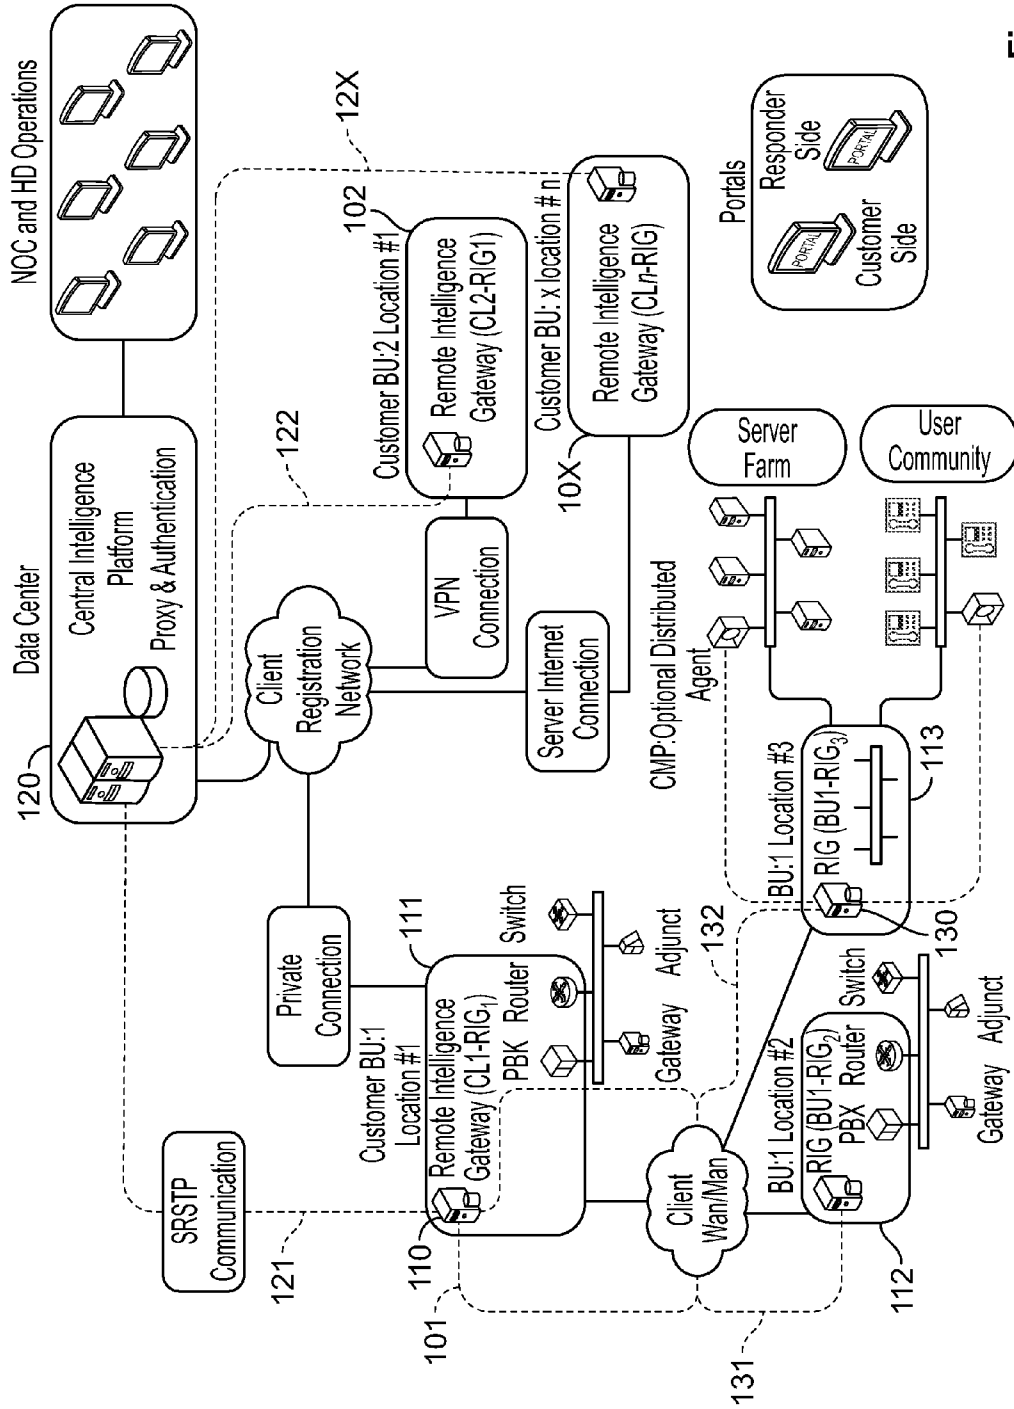 NOC and HD Operations
Data Center
120
Central Intelligence
Platform
Proxy & Authentication
12X
122
102
Customer BU:2 Location #1
Remote Intelligence
Gateway (CL2-RIG1)
Customer BU: x location # n
Remote Intelligence
Gateway (CLn-RIG)
10X
Client
Registration
Network
VPN
Connection
Server Internet
Connection
Private
Connection
SRSTP
Communication
121
Portals
Responder
Side
PORTAL
PORTAL
Customer
Side
Server
Farm
User
Community
CMP:Optional Distributed
Agent
111
Customer BU:1
Location #1
Remote Intelligence
Gateway (CL1-RIG1)
PBK Router
Switch
Gateway
Adjunct
110
101
132
BU:1 Location #3
RIG (BU1-RIG3)
113
130
Client
Wan/Man
BU:1 Location #2
RIG (BU1-RIG2)
PBX Router
Switch
Gateway
Adjunct
112
131